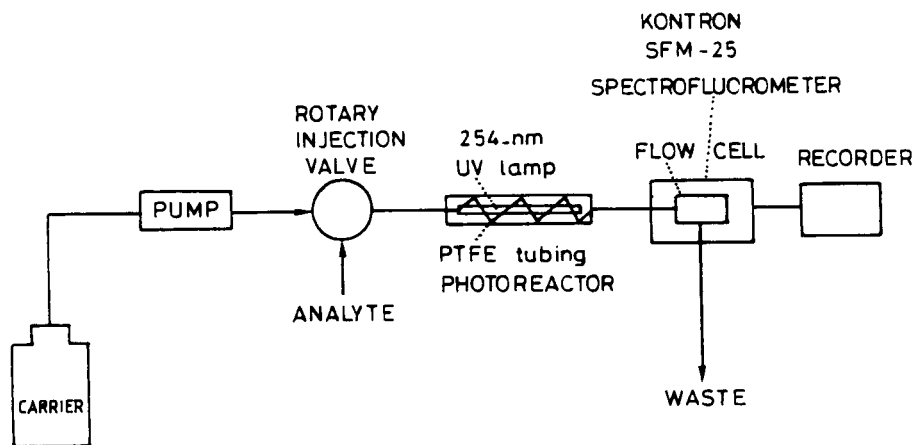 KONTRON
SFM-25
SPECTROFLUCROMETER
ROTARY
INJECTION
VALVE
254-nm
UV lamp
FLOW CELL
RECORDER
PUMP
PTFE tubing
PHOTOREACTOR
ANALYTE
WASTE
CARRIER